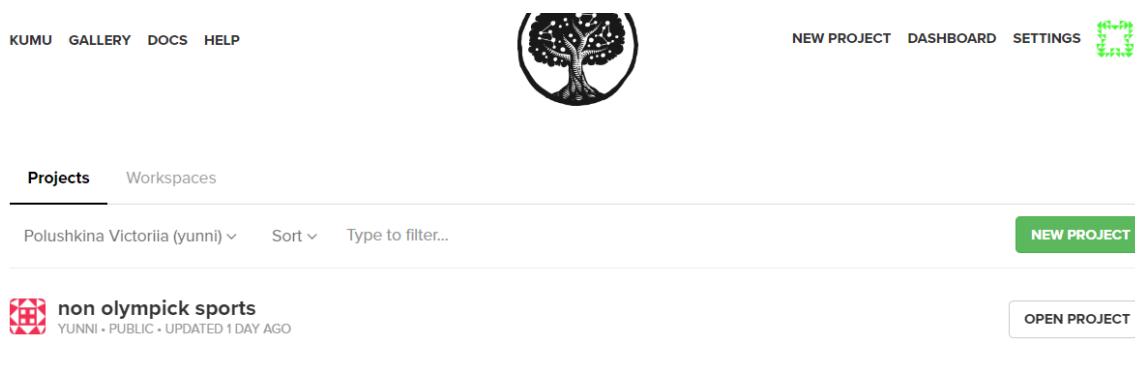 KUMU GALLERY DOCS HELP NEW PROJECT DASHBOARD SETTINGS
Projects Workspaces
Polushkina Victoriia (yunni) Sort Type to filter... NEW PROJECT
non olympick sports
YUNNI • PUBLIC • UPDATED 1 DAY AGO
OPEN PROJECT